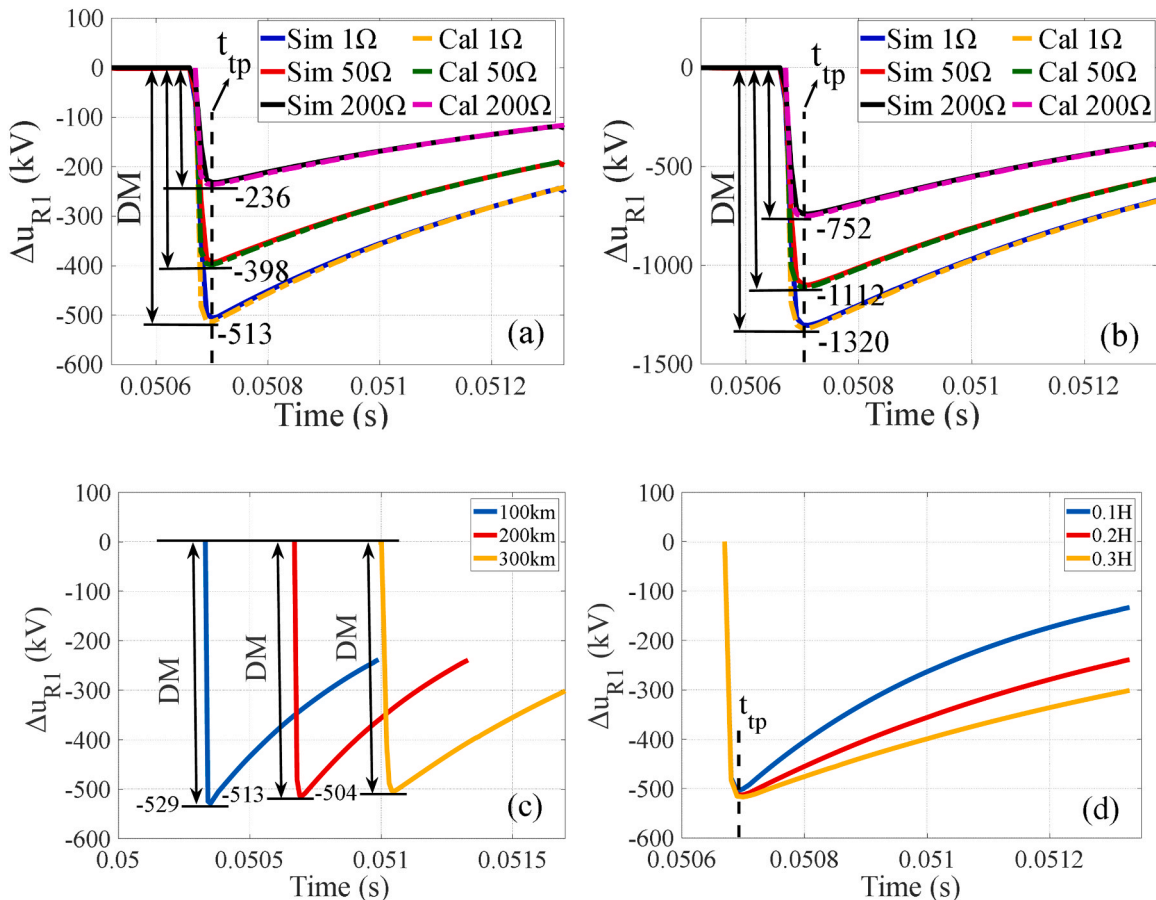 100
0
-100
-200
-300
-400
-500
-600
Δu_R1 (kV)
DM
Sim 1Ω Cal 1Ω
Sim 50Ω Cal 50Ω
Sim 200Ω Cal 200Ω
t_tp
-236
-398
-513
(a)
0.0506 0.0508 0.051 0.0512
Time (s)
500
0
-500
-1000
-1500
Δu_R1 (kV)
DM
Sim 1Ω Cal 1Ω
Sim 50Ω Cal 50Ω
Sim 200Ω Cal 200Ω
t_tp
-752
-1112
-1320
(b)
0.0506 0.0508 0.051 0.0512
Time (s)
100
0
-100
-200
-300
-400
-500
-600
Δu_R1 (kV)
100km
200km
300km
DM
DM
DM
-529
-513
-504
(c)
0.05 0.0505 0.051 0.0515
Time (s)
100
0
-100
-200
-300
-400
-500
-600
Δu_R1 (kV)
0.1H
0.2H
0.3H
t_tp
(d)
0.0506 0.0508 0.051 0.0512
Time (s)